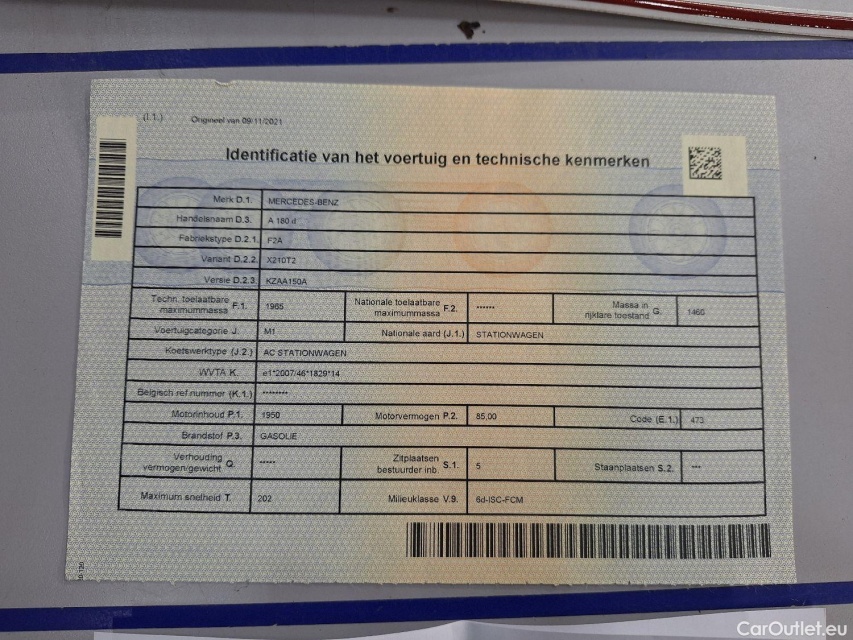 (I.1.) Origineel van 09/11/2021
Identificatie van het voertuig en technische kenmerken
Merk D.1. MERCEDES-BENZ
Handelsnaam D.3. A 180 d
Fabriekstype D.2.1. F2A
Variant D.2.2. X210T2
Versie D.2.3. KZAA150A
Techn. toelaatbare maximummassa F.1. 1965 Nationale toelaatbare maximummassa F.2. ------ Massa in rijklare toestand G.
Voertuigcategorie J. M1 Nationale aard (J.1.) STATIONWAGEN
Koetswerktype (J.2.) AC STATIONWAGEN
WVTA K. e1*2007/46*1829*14
Belgisch ref nummer (K.1.) --------
Motorinhoud P.1. 1950 Motorvermogen P.2. 85,00 Code (E.1.) 473
Brandstof P.3. GASOLIE
Verhouding vermogen/gewicht Q. ----- Zitplaatsen bestuurder inb. S.1. 5 Staanplaatsen S.2. ---
Maximum snelheid T. 202 Milieuklasse V.9. 6d-ISC-FCM
CarOutlet.eu